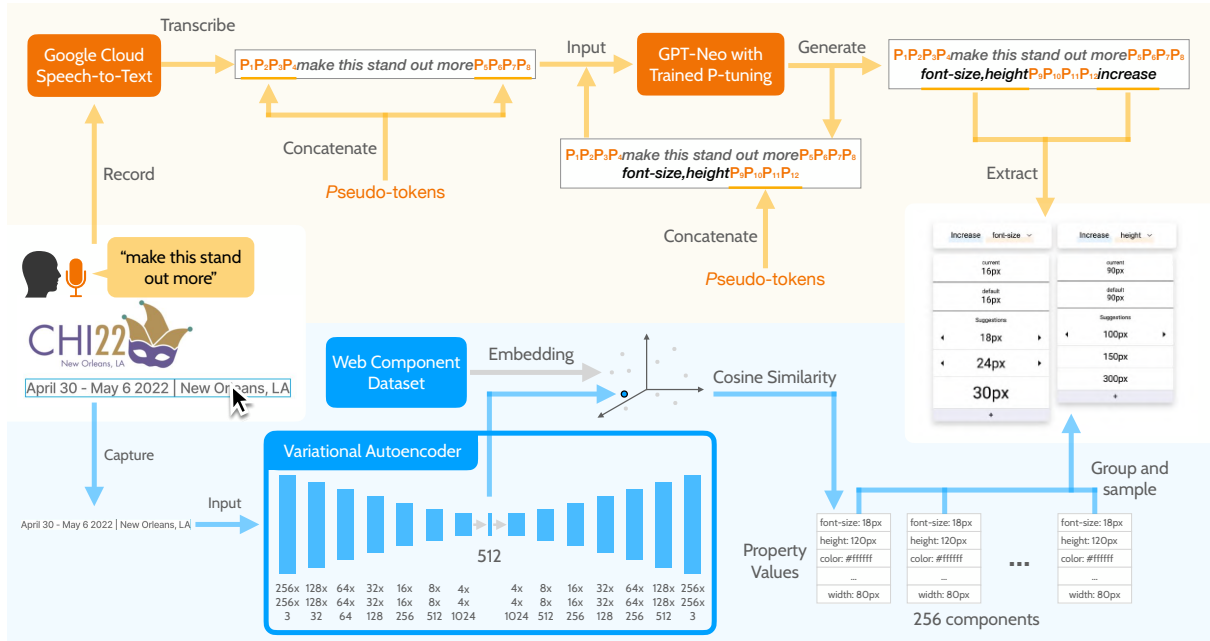 Google Cloud
Speech-to-Text
Transcribe
P₁P₂P₃P₄make this stand out moreP₅P₆P₇P₈
Input
GPT-Neo with
Trained P-tuning
Generate
P₁P₂P₃P₄make this stand out moreP₅P₆P₇P₈
font-size,heightP₉P₁₀P₁₁P₁₂increase
Concatenate
Pseudo-tokens
P₁P₂P₃P₄make this stand out moreP₅P₆P₇P₈
font-size,heightP₉P₁₀P₁₁P₁₂
Concatenate
Pseudo-tokens
Record
Extract
"make this stand
out more"
CHI22
New Orleans, LA
April 30 - May 6 2022 | New Orleans, LA
Increase font-size
current
16px
default
16px
Suggestions
18px
24px
30px
+
Increase height
current
90px
default
90px
Suggestions
100px
150px
300px
+
Web Component
Dataset
Embedding
Cosine Similarity
Capture
April 30 - May 6 2022 | New Orleans, LA
Input
Variational Autoencoder
512
256x 128x 64x 32x 16x 8x 4x 4x 8x 16x 32x 64x 128x 256x
256x 128x 64x 32x 16x 8x 4x 4x 8x 16x 32x 64x 128x 256x
3 32 64 128 256 512 1024 1024 512 256 128 256 512 3
Group and
sample
Property
Values
font-size: 18px
height: 120px
color: #ffffff
...
width: 80px
font-size: 18px
height: 120px
color: #ffffff
...
width: 80px
...
font-size: 18px
height: 120px
color: #ffffff
...
width: 80px
256 components